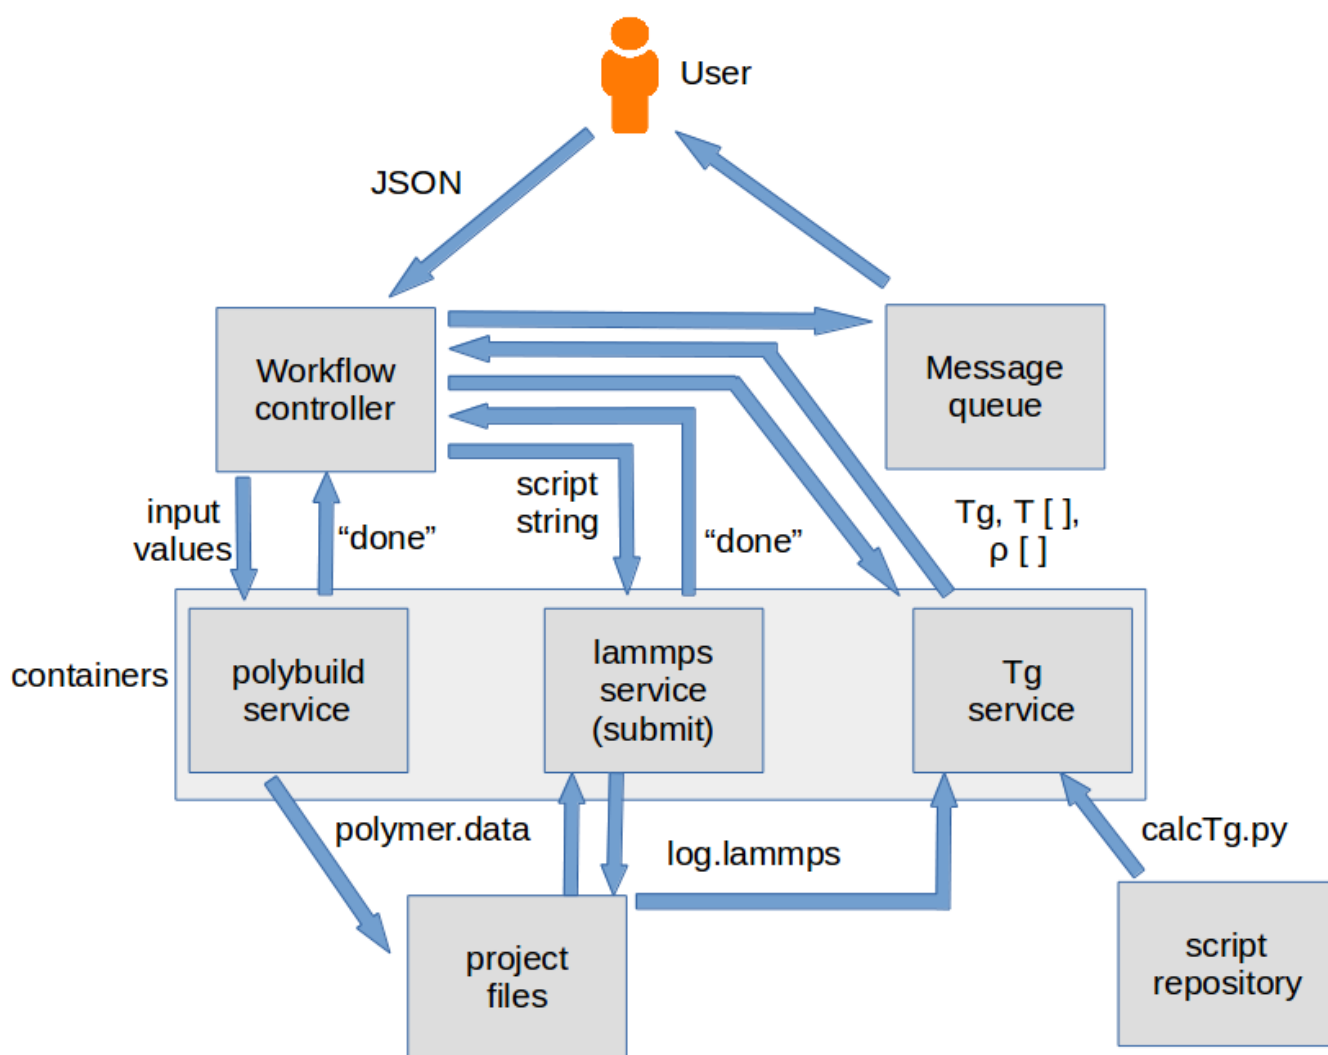 User
JSON
Workflow
controller
Message
queue
input
values
“done”
script
string
“done”
Tg, T [ ],
ρ [ ]
containers
polybuild
service
lammps
service
(submit)
Tg
service
polymer.data
log.lammps
calcTg.py
project
files
script
repository